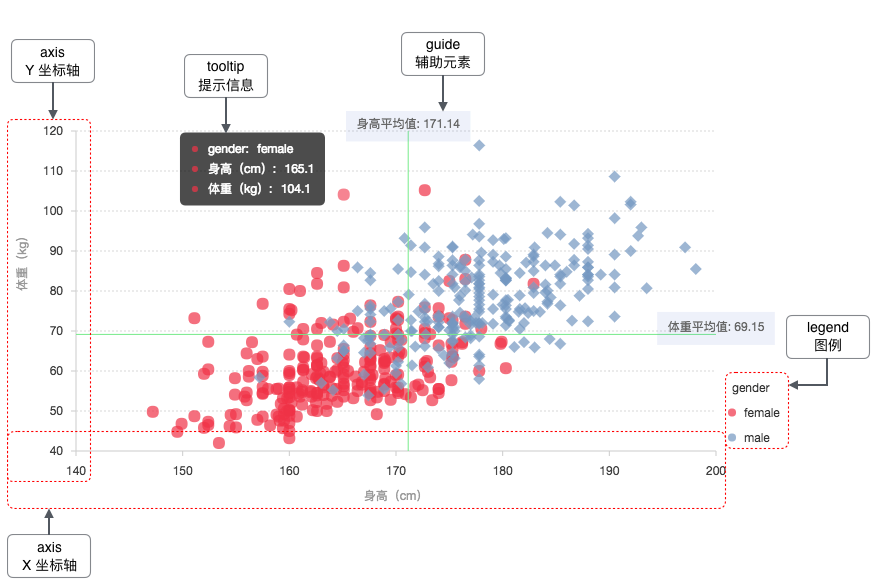 axis
Y 坐标轴
tooltip
提示信息
guide
辅助元素
身高平均值: 171.14
gender: female
身高（cm）: 165.1
体重（kg）: 104.1
120
110
100
90
80
70
60
50
40
体重（kg）
体重平均值: 69.15
legend
图例
gender
female
male
140
150
160
170
180
190
200
身高（cm）
axis
X 坐标轴